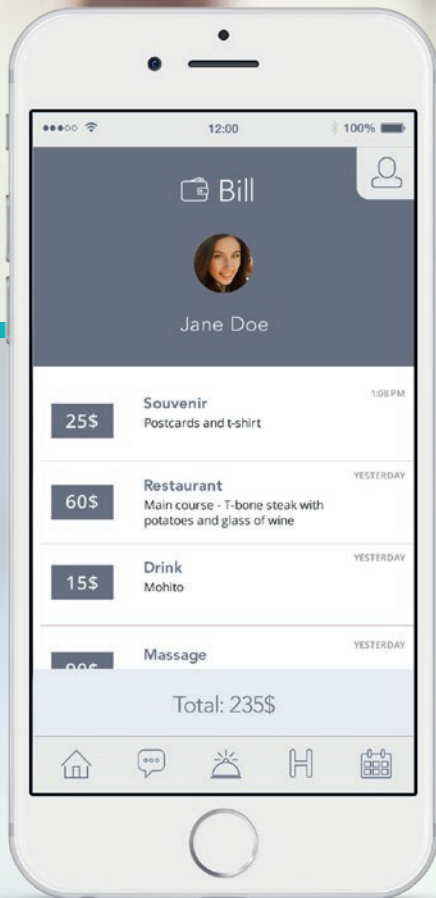 12:00
100%
Bill
Jane Doe
25$
Souvenir
1:08 PM
Postcards and t-shirt
60$
Restaurant
YESTERDAY
Main course - T-bone steak with
potatoes and glass of wine
15$
Drink
YESTERDAY
Mohito
Massage
YESTERDAY
Total: 235$
H